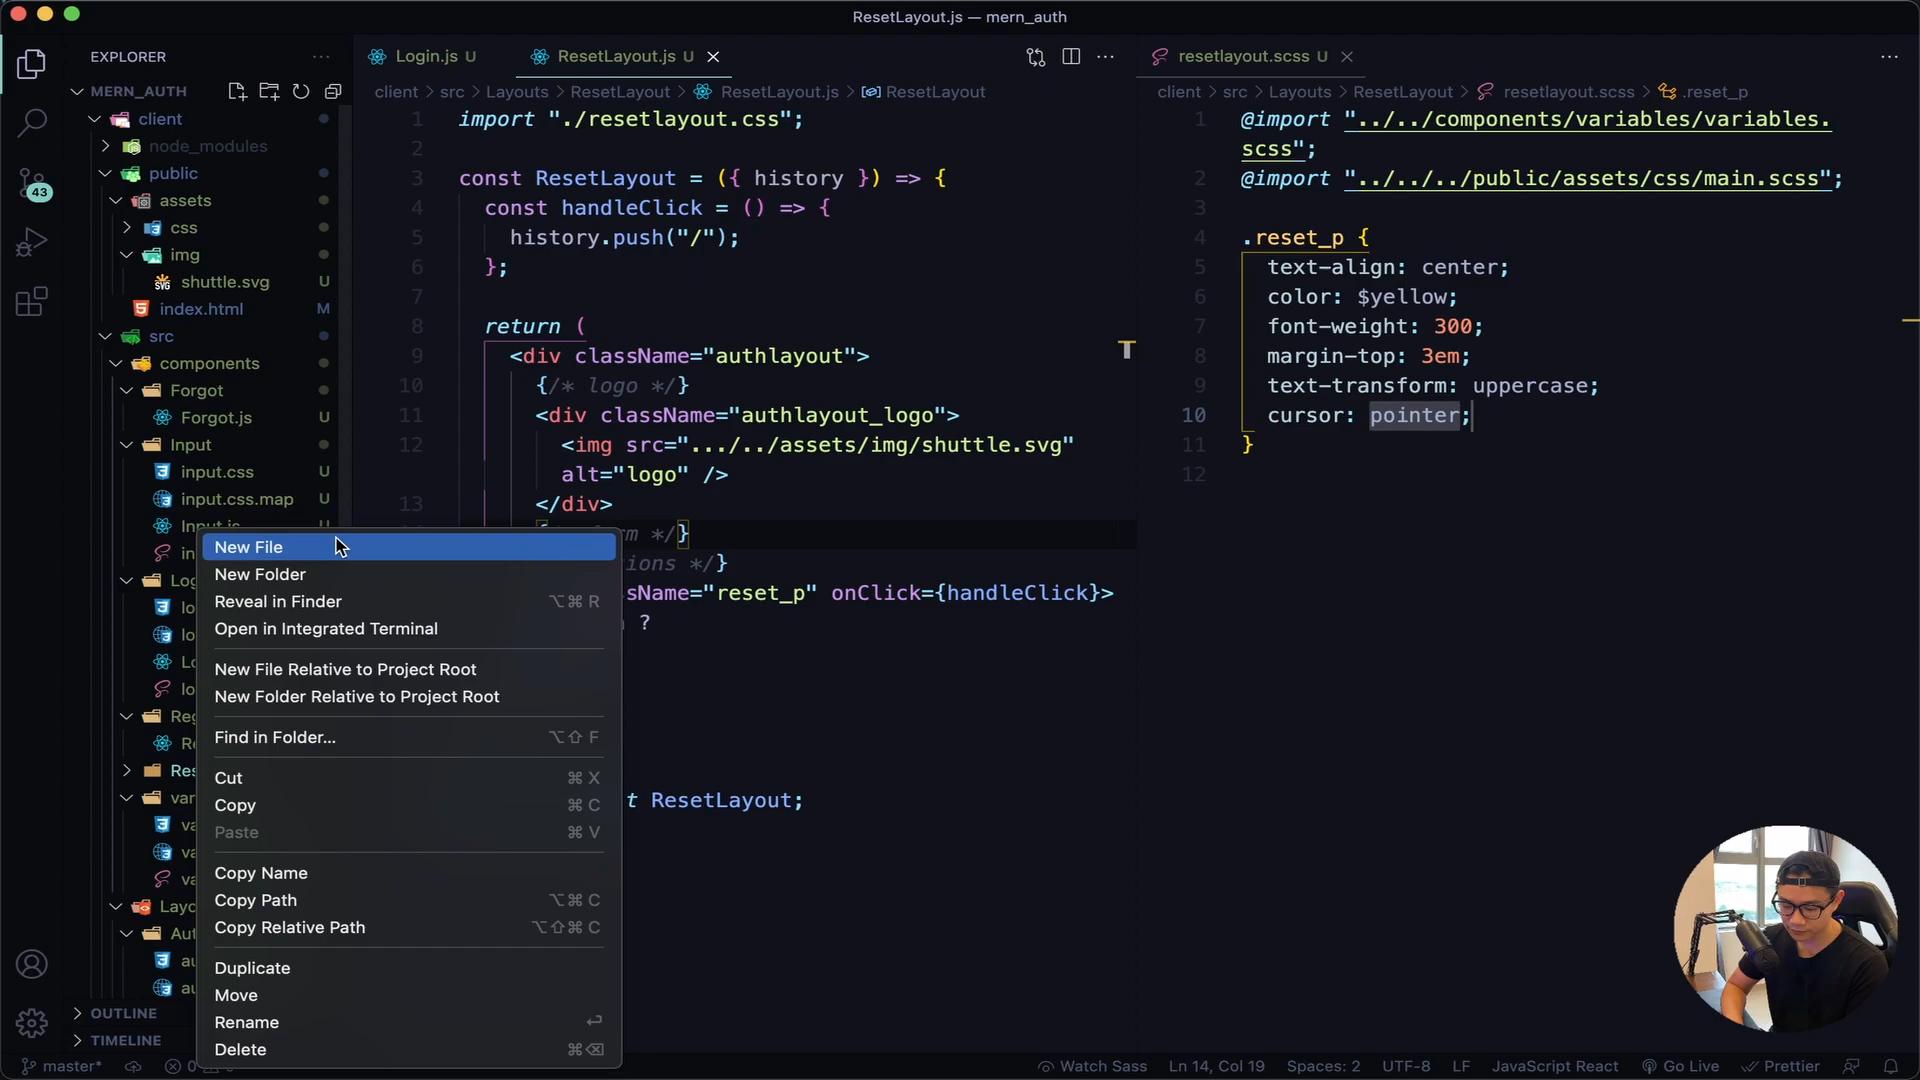 ResetLayout.js — mern_auth
EXPLORER
MERN_AUTH
client
node_modules
public
assets
css
img
shuttle.svg U
index.html M
src
components
Forgot
Forgot.js U
Input
input.css U
input.css.map U
Input.js U
43
Login.js U
ResetLayout.js U
client > src > Layouts > ResetLayout > ResetLayout.js > ResetLayout
1 import "./resetlayout.css";
2
3 const ResetLayout = ({ history }) => {
4 const handleClick = () => {
5 history.push("/");
6 };
7
8 return (
9 <div className="authlayout">
10 {/* logo */}
11 <div className="authlayout_logo">
12 <img src=".../../assets/img/shuttle.svg"
alt="logo" />
13 </div>
rm */}
ions */}
sName="reset_p" onClick={handleClick}>
?
t ResetLayout;
T
resetlayout.scss U
client > src > Layouts > ResetLayout > resetlayout.scss > .reset_p
1 @import "../../components/variables/variables.
scss";
2 @import "../../../public/assets/css/main.scss";
3
4 .reset_p {
5 text-align: center;
6 color: $yellow;
7 font-weight: 300;
8 margin-top: 3em;
9 text-transform: uppercase;
10 cursor: pointer;
11 }
12
New File
New Folder
Reveal in Finder ⌥⌘ R
Open in Integrated Terminal
New File Relative to Project Root
New Folder Relative to Project Root
Find in Folder... ⌥⇧ F
Cut ⌘ X
Copy ⌘ C
Paste ⌘ V
Copy Name
Copy Path ⌥⌘ C
Copy Relative Path ⌥⇧⌘ C
Duplicate
Move
Rename
Delete ⌘⌫
OUTLINE
TIMELINE
master* 0
Watch Sass
Ln 14, Col 19
Spaces: 2
UTF-8
LF
JavaScript React
Go Live
Prettier